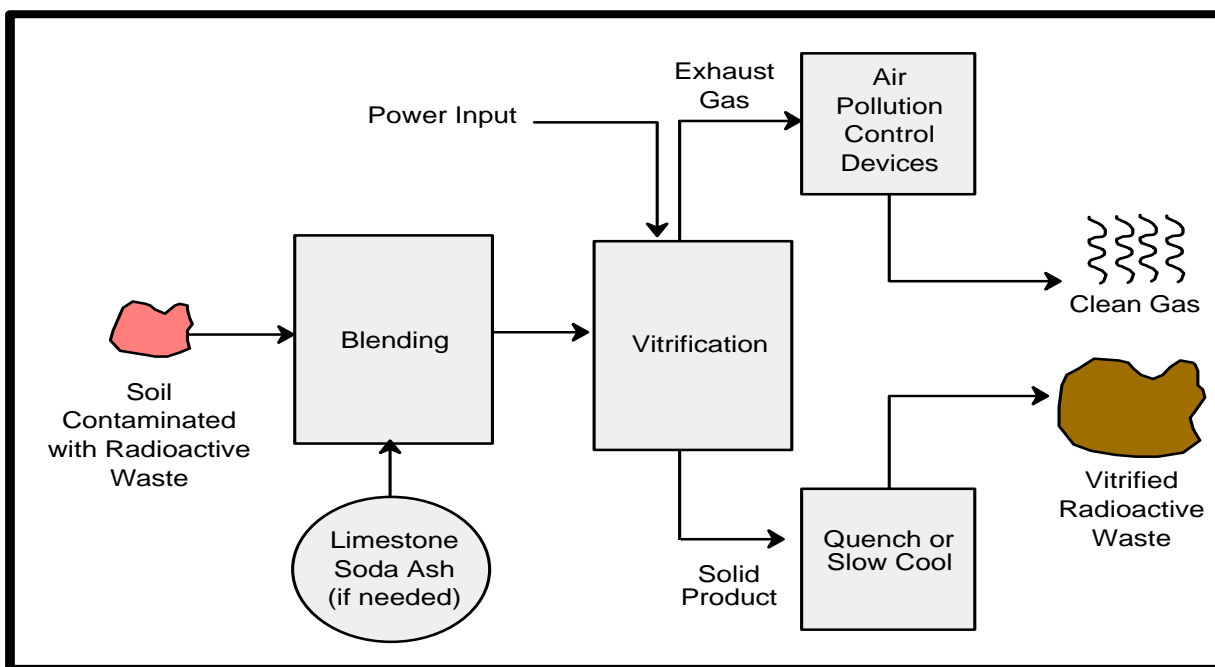 Power Input
Exhaust
Gas
Air
Pollution
Control
Devices
Clean Gas
Soil
Contaminated
with Radioactive
Waste
Blending
Limestone
Soda Ash
(if needed)
Vitrification
Solid
Product
Quench or
Slow Cool
Vitrified
Radioactive
Waste